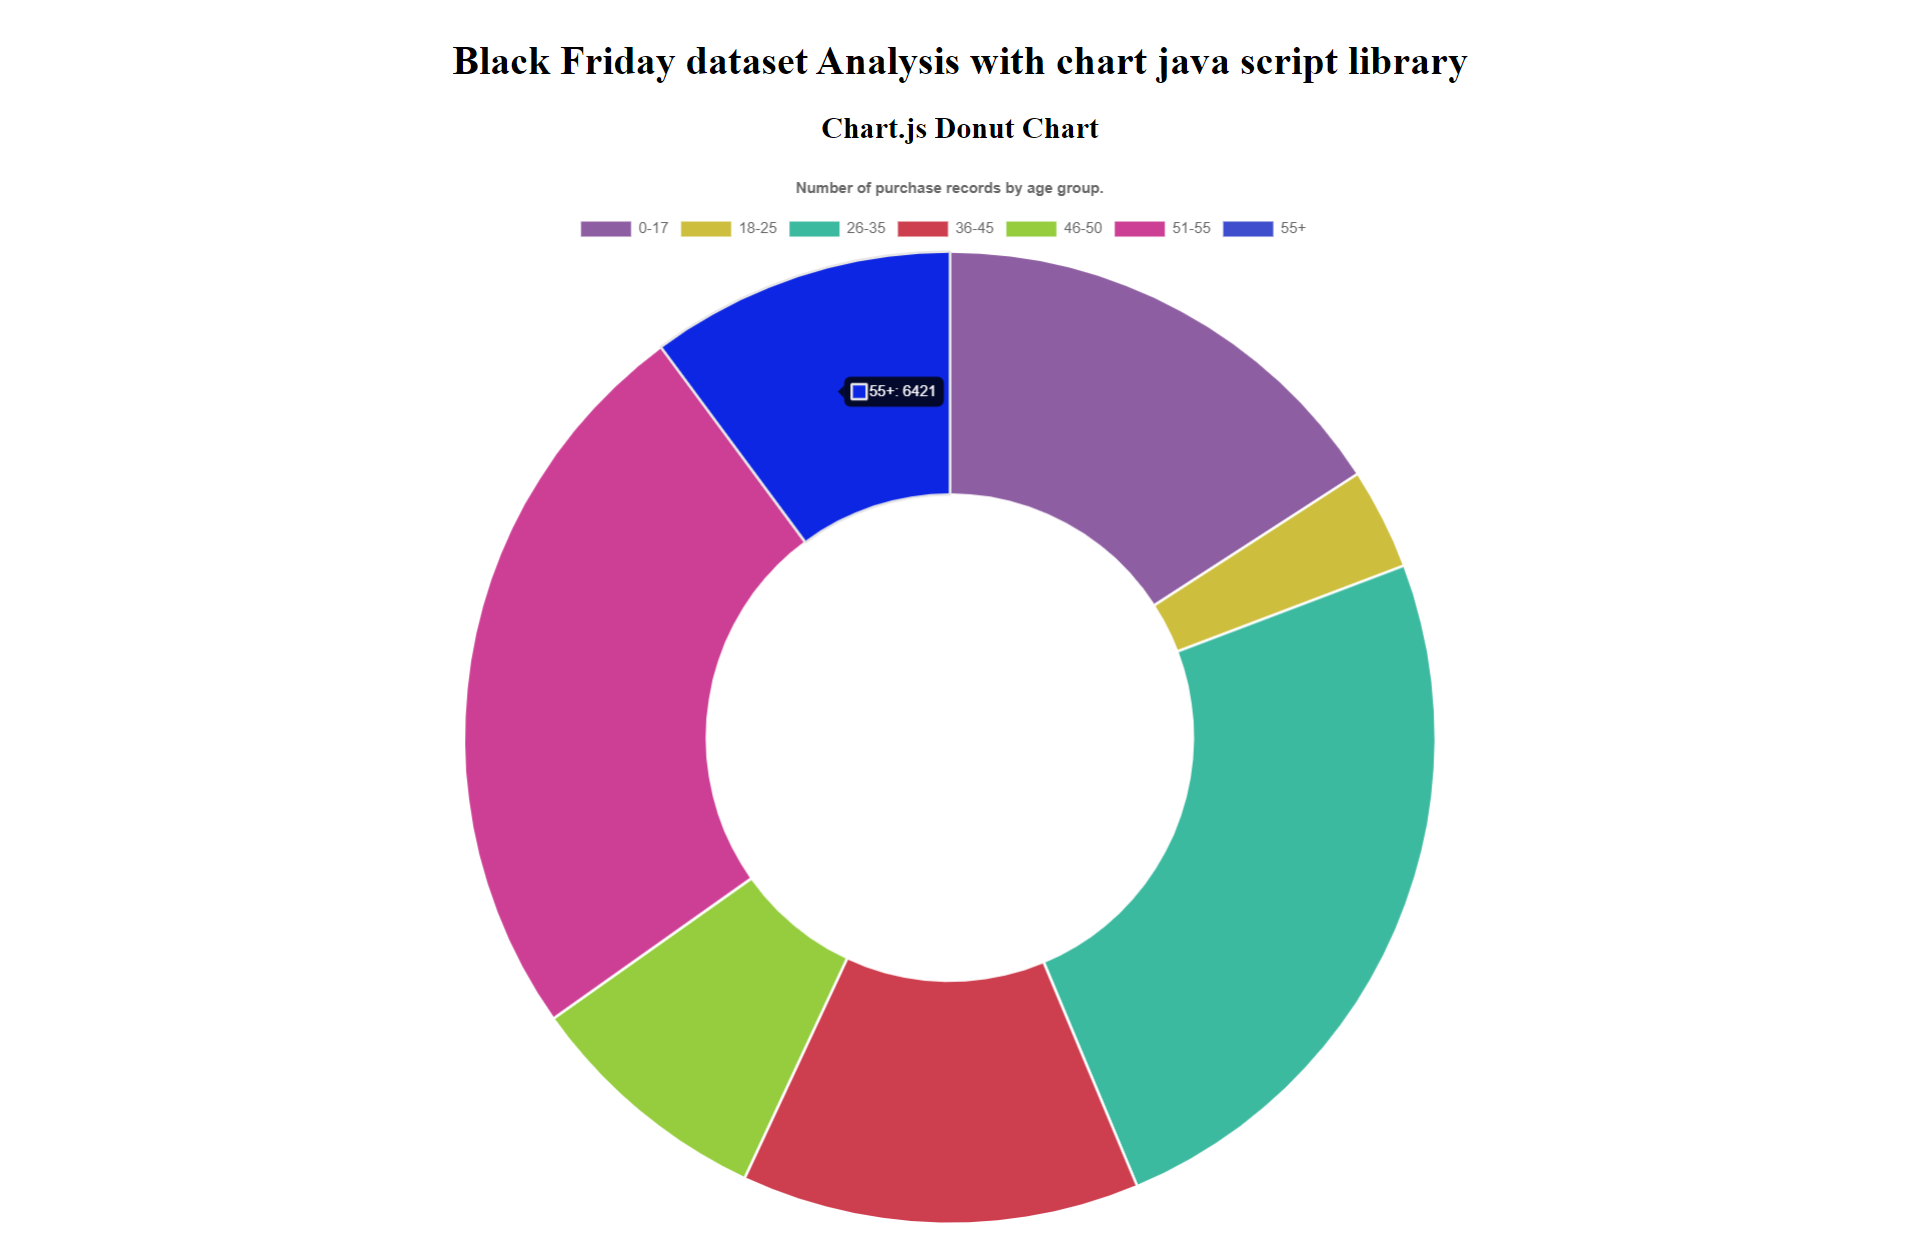 Black Friday dataset Analysis with chart java script library
Chart.js Donut Chart
Number of purchase records by age group.
0-17 18-25 26-35 36-45 46-50 51-55 55+
55+: 6421